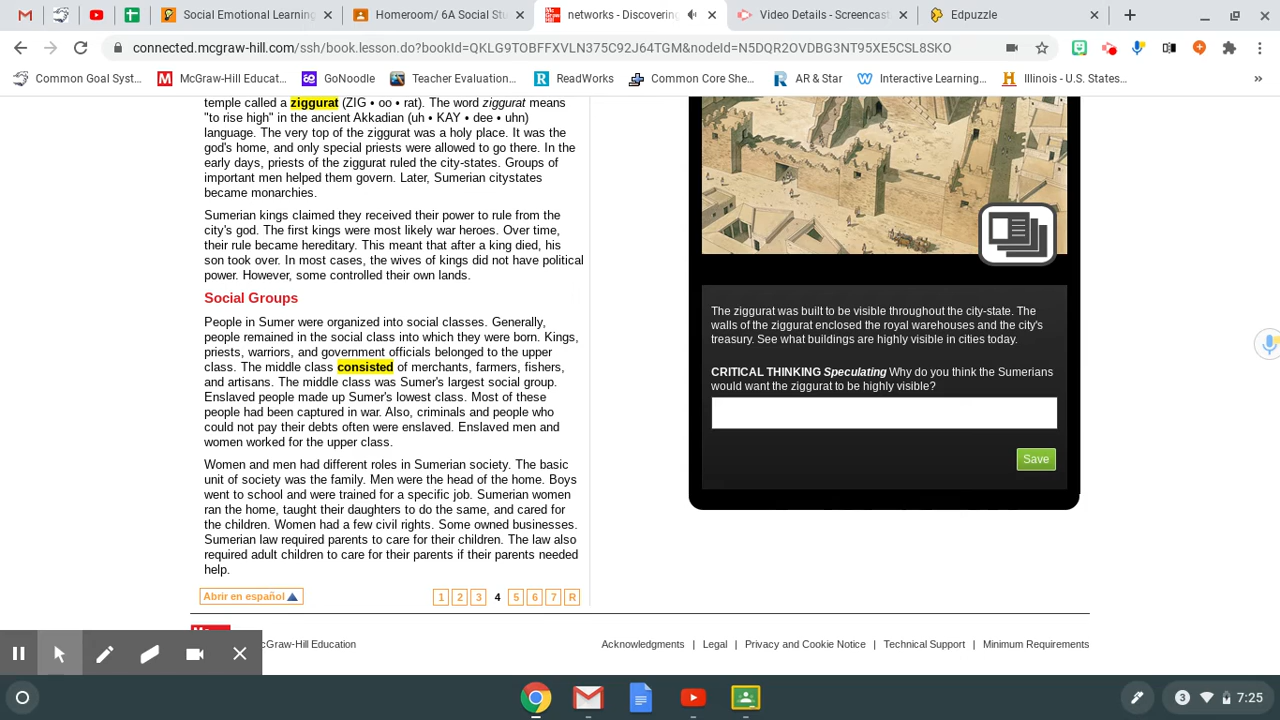 Social Emotional Learning
Homeroom/ 6A Social Stu
networks - Discovering
Video Details - Screencast
Edpuzzle
connected.mcgraw-hill.com/ssh/book.lesson.do?bookId=QKLG9TOBFFXVLN375C92J64TGM&nodeId=N5DQR2OVDBG3NT95XE5CSL8SKO
Common Goal Syst...
McGraw-Hill Educat...
GoNoodle
Teacher Evaluation...
ReadWorks
Common Core She...
AR & Star
Interactive Learning...
Illinois - U.S. States...
»
temple called a ziggurat (ZIG • oo • rat). The word ziggurat means
"to rise high" in the ancient Akkadian (uh • KAY • dee • uhn)
language. The very top of the ziggurat was a holy place. It was the
god's home, and only special priests were allowed to go there. In the
early days, priests of the ziggurat ruled the city-states. Groups of
important men helped them govern. Later, Sumerian citystates
became monarchies.
Sumerian kings claimed they received their power to rule from the
city's god. The first kings were most likely war heroes. Over time,
their rule became hereditary. This meant that after a king died, his
son took over. In most cases, the wives of kings did not have political
power. However, some controlled their own lands.
Social Groups
People in Sumer were organized into social classes. Generally,
people remained in the social class into which they were born. Kings,
priests, warriors, and government officials belonged to the upper
class. The middle class consisted of merchants, farmers, fishers,
and artisans. The middle class was Sumer's largest social group.
Enslaved people made up Sumer's lowest class. Most of these
people had been captured in war. Also, criminals and people who
could not pay their debts often were enslaved. Enslaved men and
women worked for the upper class.
Women and men had different roles in Sumerian society. The basic
unit of society was the family. Men were the head of the home. Boys
went to school and were trained for a specific job. Sumerian women
ran the home, taught their daughters to do the same, and cared for
the children. Women had a few civil rights. Some owned businesses.
Sumerian law required parents to care for their children. The law also
required adult children to care for their parents if their parents needed
help.
Abrir en español
1 2 3 4 5 6 7 R
The ziggurat was built to be visible throughout the city-state. The
walls of the ziggurat enclosed the royal warehouses and the city's
treasury. See what buildings are highly visible in cities today.
CRITICAL THINKING Speculating Why do you think the Sumerians
would want the ziggurat to be highly visible?
Save
cGraw-Hill Education
Acknowledgments | Legal | Privacy and Cookie Notice | Technical Support | Minimum Requirements
3
7:25